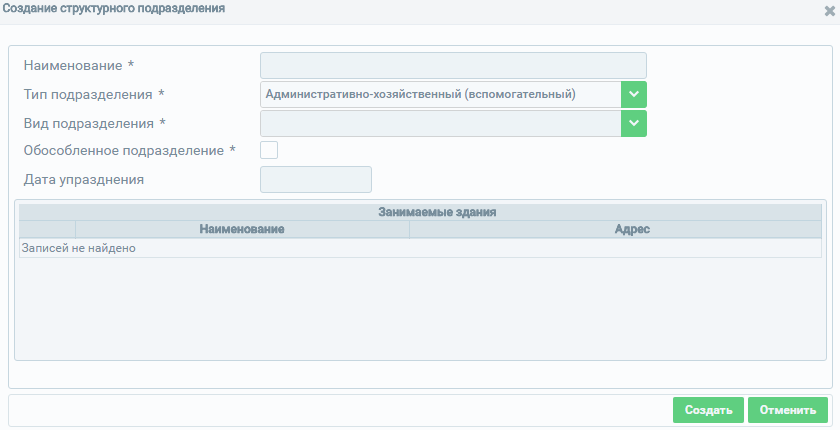 Создание структурного подразделения
Наименование *
Тип подразделения * Административно-хозяйственный (вспомогательный)
Вид подразделения *
Обособленное подразделение *
Дата упразднения
Занимаемые здания
Наименование Адрес
Записей не найдено
Создать Отменить